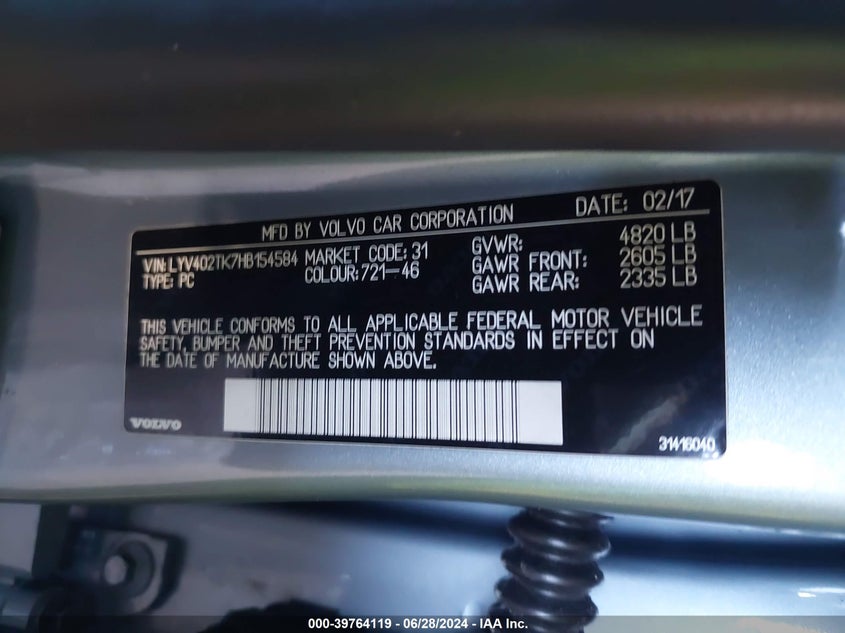 MFD BY VOLVO CAR CORPORATION DATE: 02/17
VIN:LYV402TK7HB154584 MARKET CODE: 31 GVWR: 4820 LB
TYPE: PC COLOUR:721-46 GAWR FRONT: 2605 LB
GAWR REAR: 2335 LB
THIS VEHICLE CONFORMS TO ALL APPLICABLE FEDERAL MOTOR VEHICLE
SAFETY, BUMPER AND THEFT PREVENTION STANDARDS IN EFFECT ON
THE DATE OF MANUFACTURE SHOWN ABOVE.
VOLVO 31416040
000-39764119 - 06/28/2024 - IAA Inc.